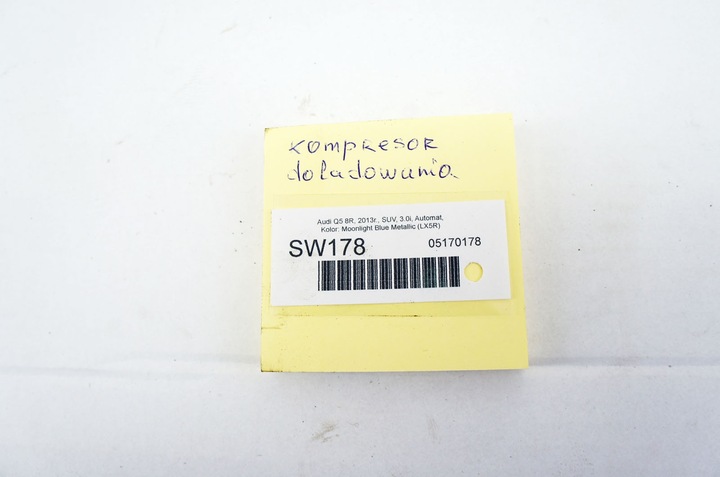 Kompresor
doładowania
Audi Q5 8R, 2013r., SUV, 3.0i, Automat,
Kolor: Moonlight Blue Metallic (LX5R)
SW178 05170178